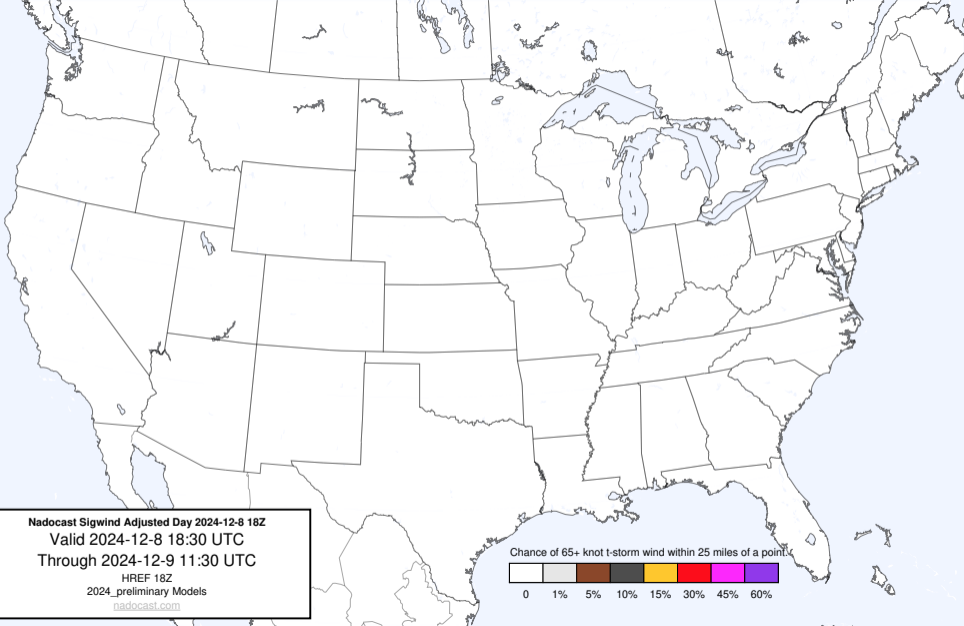 Nadocast Sigwind Adjusted Day 2024-12-8 18Z
Valid 2024-12-8 18:30 UTC
Through 2024-12-9 11:30 UTC
HREF 18Z
2024_preliminary Models
nadocast.com
Chance of 65+ knot t-storm wind within 25 miles of a point.
0 1% 5% 10% 15% 30% 45% 60%